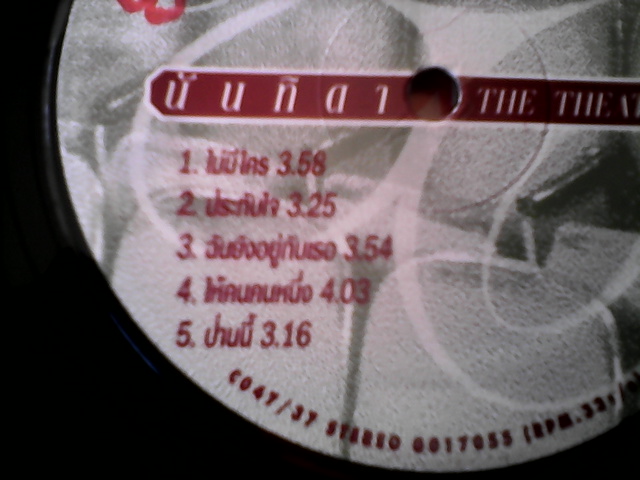 นันทิดา THE THEAT
1. ไม่มีใคร 3.58
2. ประทับใจ 3.25
3. ฉันยังอยู่กับเธอ 3.54
4. ให้คนคนหนึ่ง 4.03
5. ป่านนี้ 3.16
C047/37 STEREO 0017055 (RPM.33